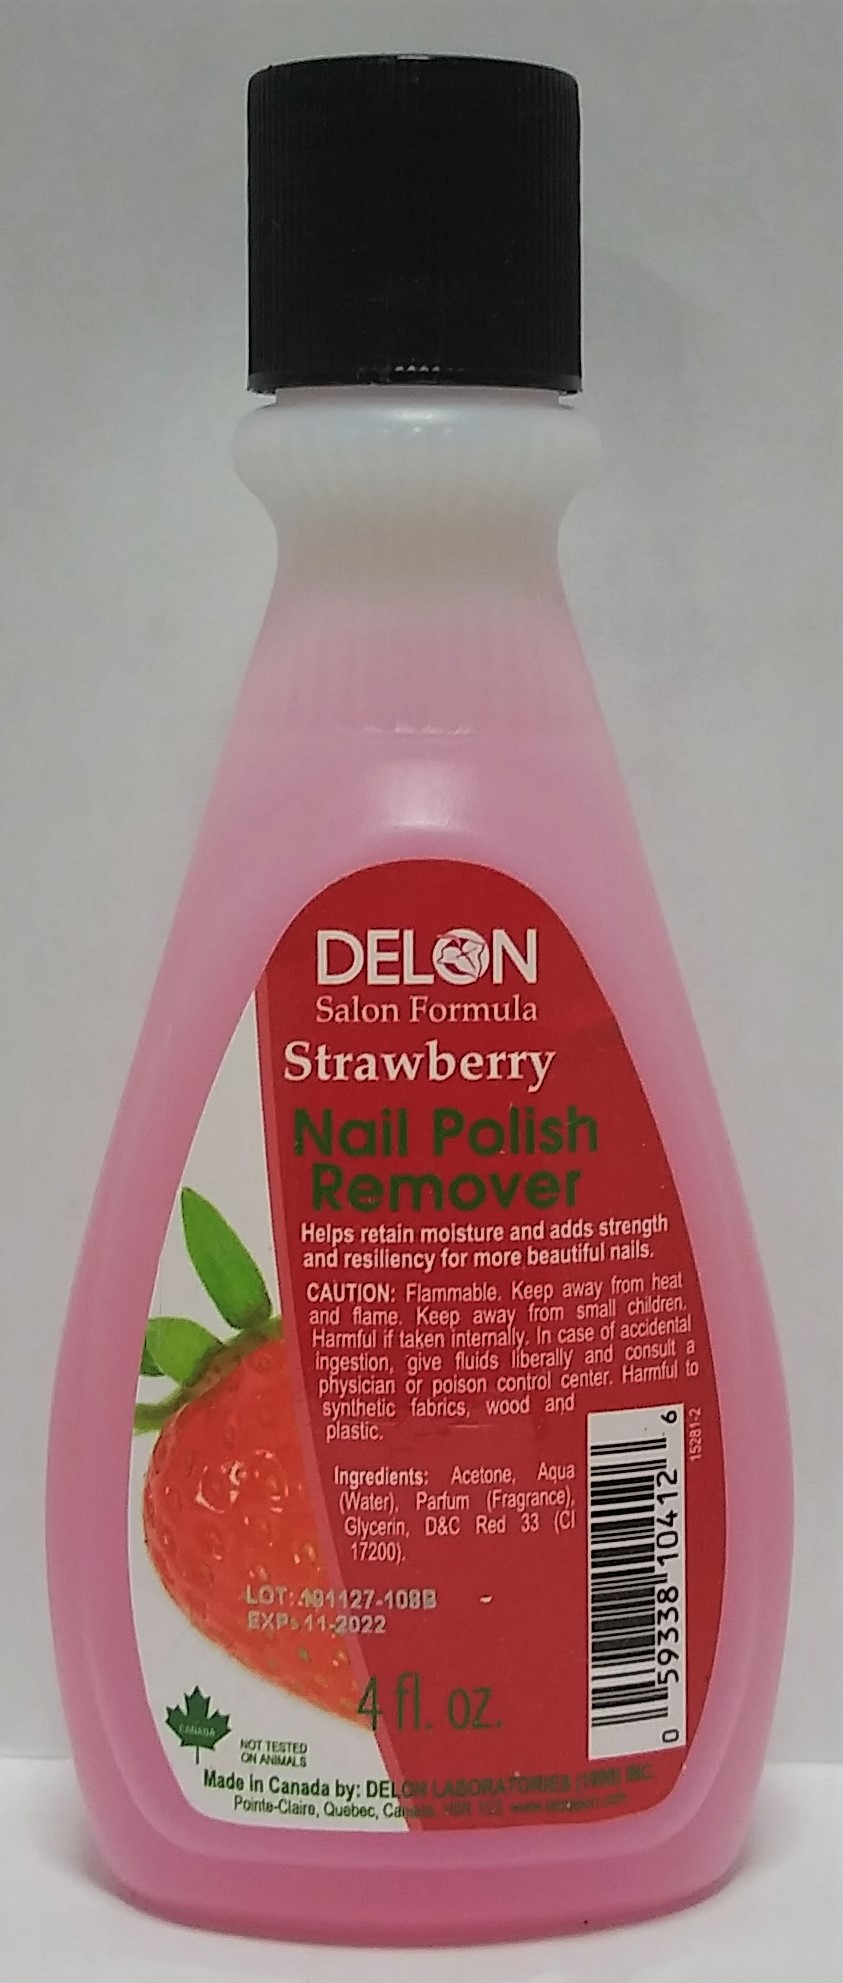 DELON
Salon Formula
Strawberry
Nail Polish
Remover
Helps retain moisture and adds strength
and resiliency for more beautiful nails.
CAUTION: Flammable. Keep away from heat
and flame. Keep away from small children.
Harmful if taken internally. In case of accidental
ingestion, give fluids liberally and consult a
physician or poison control center. Harmful to
synthetic fabrics, wood and
plastic.
Ingredients: Acetone, Aqua
(Water), Parfum (Fragrance),
Glycerin, D&C Red 33 (CI
17200).
15281-2
0 59338 10412 6
LOT: 
EXP: 11-2022
4 fl. oz.
CANADA
NOT TESTED
ON ANIMALS
Made in Canada by: DELON LABORATORIES (1990) INC.
Pointe-Claire, Quebec, Canada,